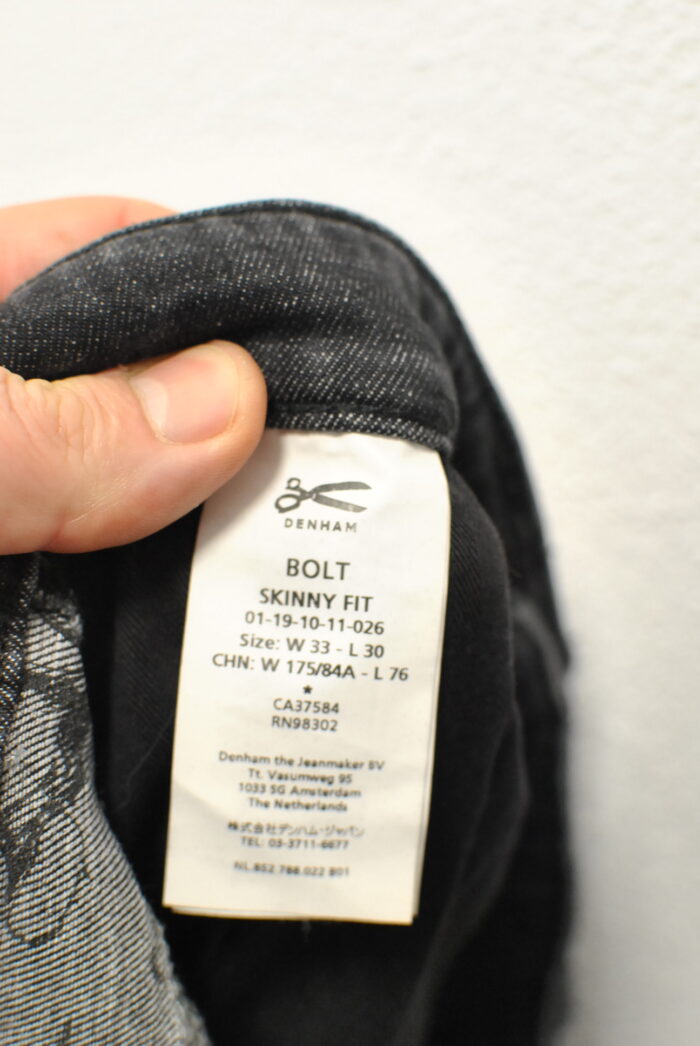 DENHAM
BOLT
SKINNY FIT
01-19-10-11-026
Size: W 33 - L 30
CHN: W 175/84A - L 76
*
CA37584
RN98302
Denham the Jeanmaker BV
Tt. Vasumweg 95
1033 SG Amsterdam
The Netherlands
株式会社デンハム・ジャパン
TEL: 03-3711-6677
NL.852.768.022 B01